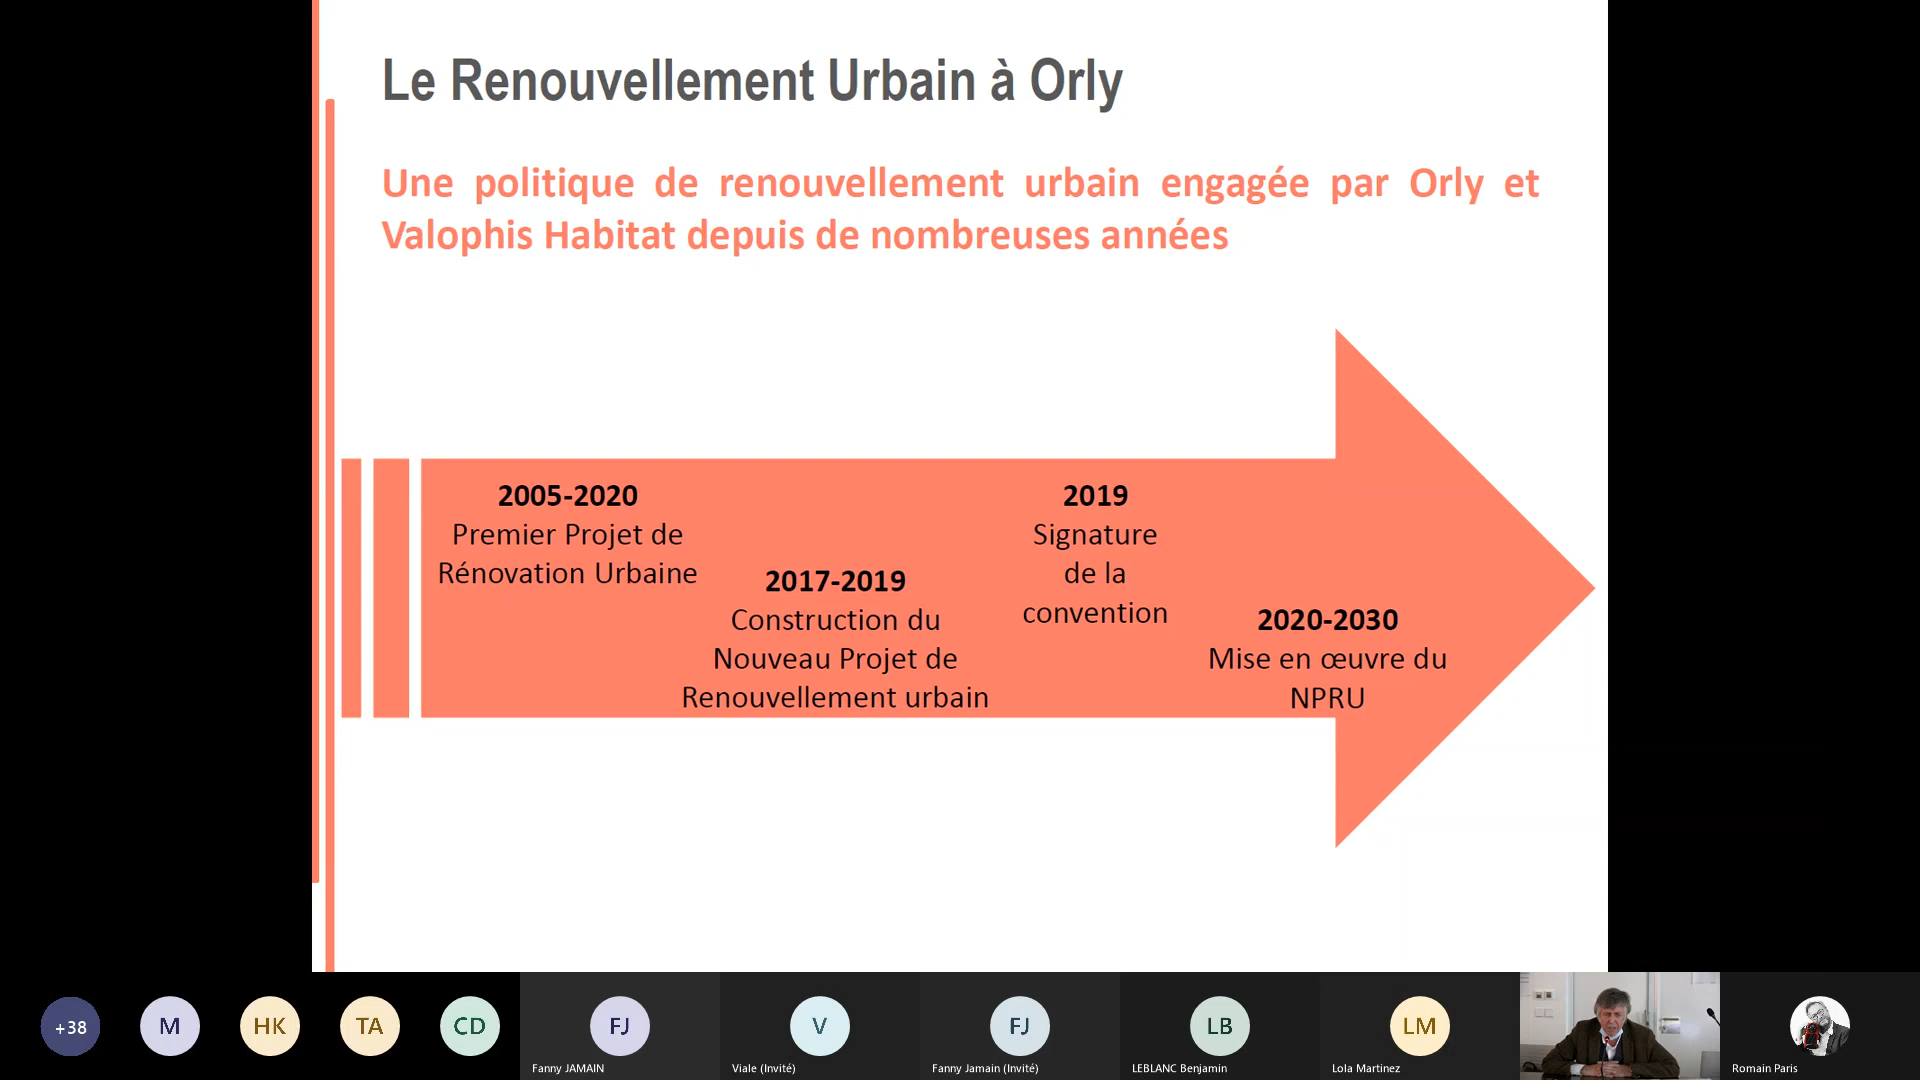 Le Renouvellement Urbain à Orly
Une politique de renouvellement urbain engagée par Orly et
Valophis Habitat depuis de nombreuses années
2005-2020
Premier Projet de
Rénovation Urbaine
2017-2019
Construction du
Nouveau Projet de
Renouvellement urbain
2019
Signature
de la
convention
2020-2030
Mise en œuvre du
NPRU
+38
M
HK
TA
CD
FJ
Fanny JAMAIN
V
Viale (Invité)
FJ
Fanny Jamain (Invité)
LB
LEBLANC Benjamin
LM
Lola Martinez
Romain Paris